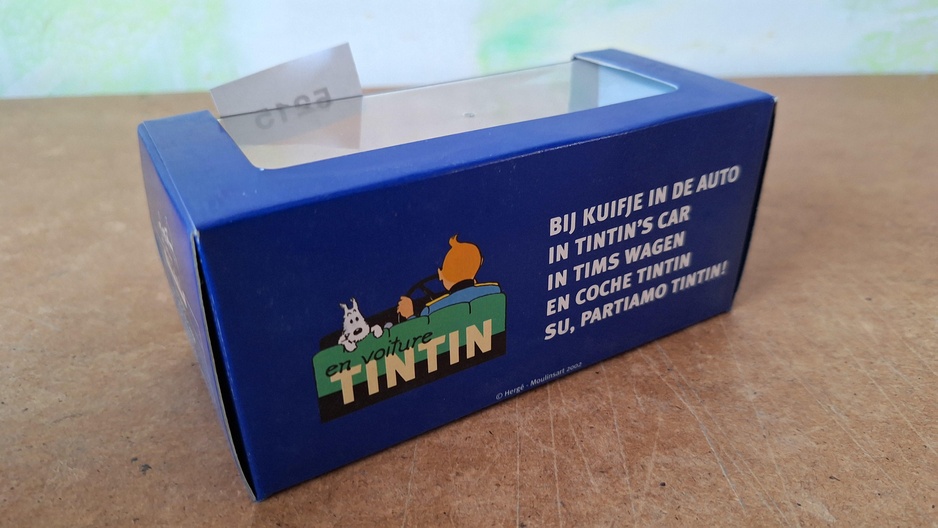 5215
en voiture
TINTIN
BIJ KUIFJE IN DE AUTO
IN TINTIN'S CAR
IN TIMS WAGEN
EN COCHE TINTIN
SU, PARTIAMO TINTIN!
© Hergé - Moulinsart 2002